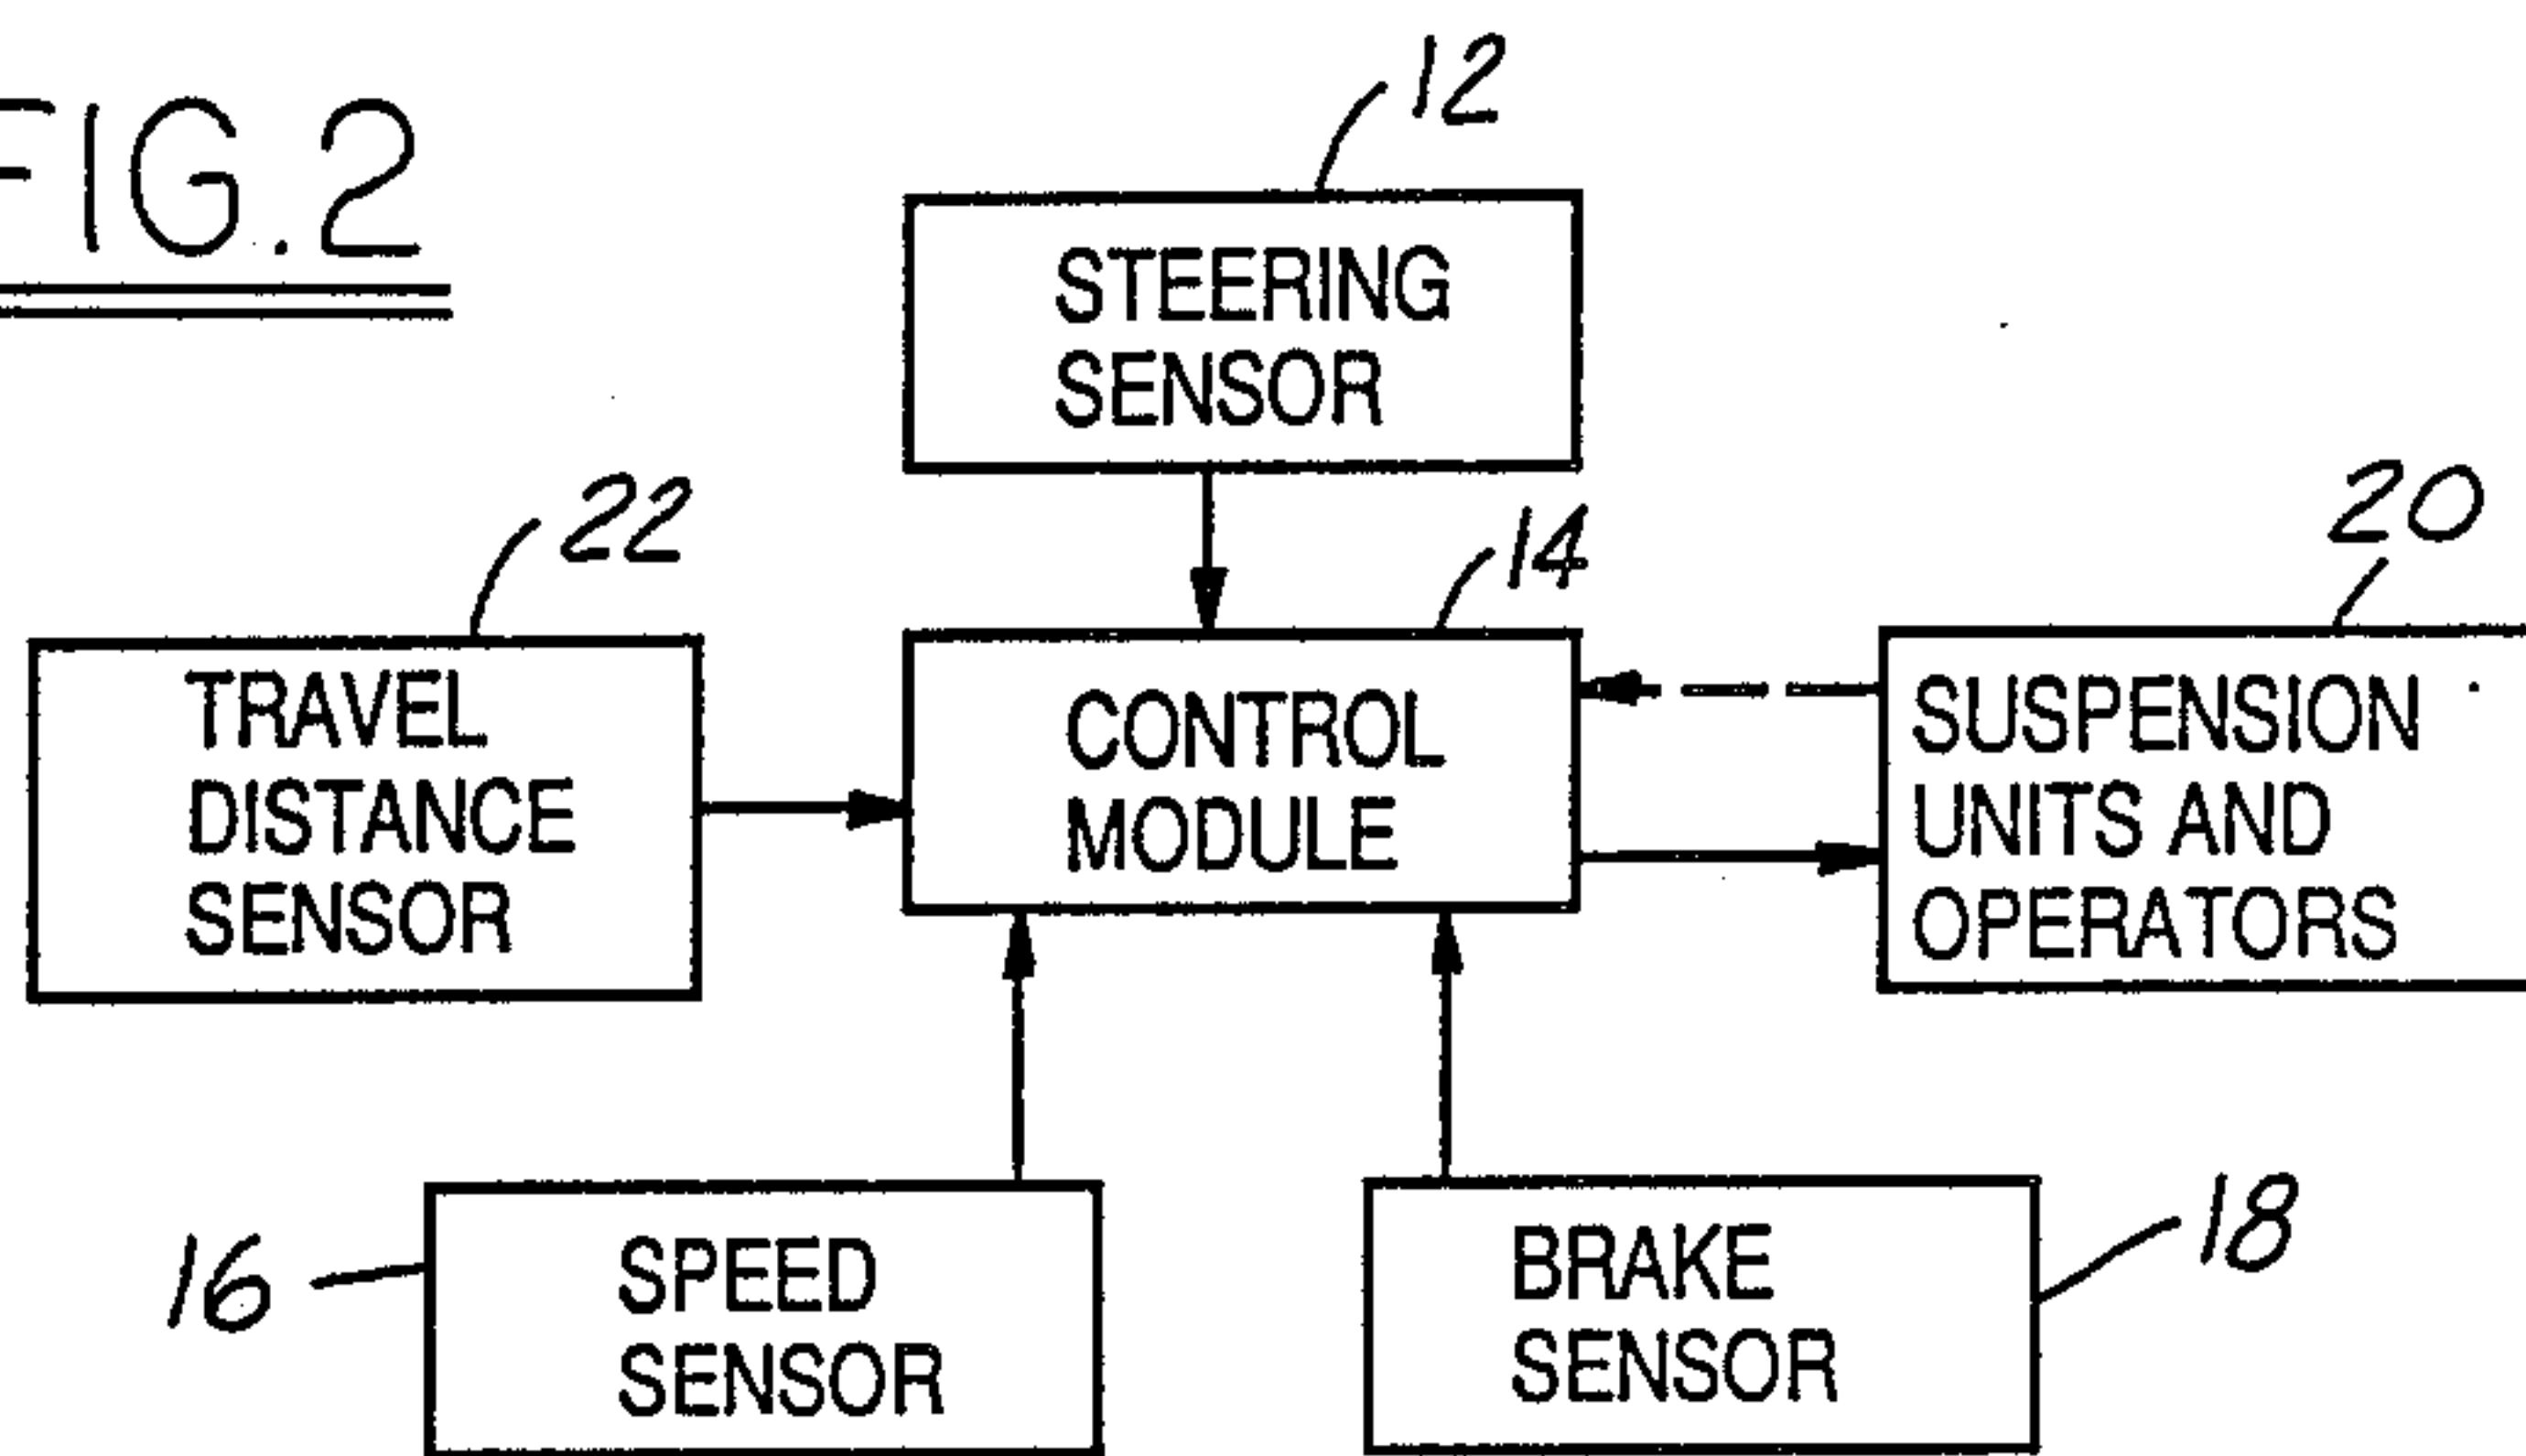 FIG.2
12
STEERING
SENSOR
22
TRAVEL
DISTANCE
SENSOR
14
CONTROL
MODULE
20
SUSPENSION
UNITS AND
OPERATORS
16
SPEED
SENSOR
BRAKE
SENSOR
18